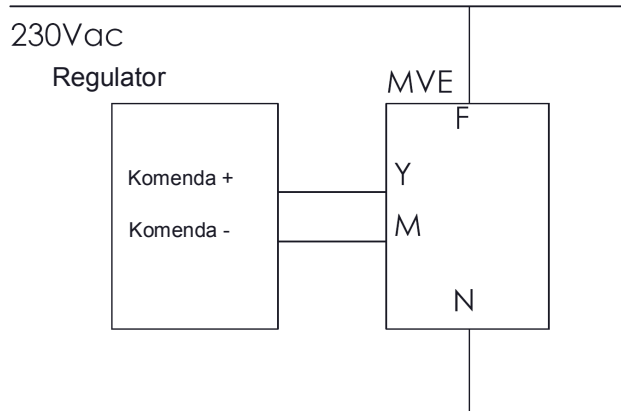 230Vac
Regulator
MVE
F
Komenda +
Y
Komenda -
M
N